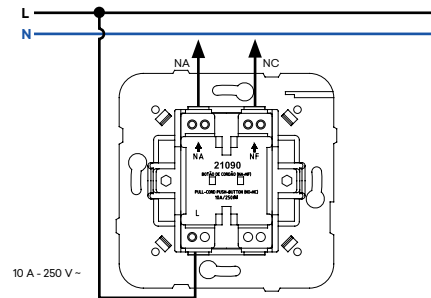 L
N
NA NC
NA NF
21090
BOTÃO DE CORDÃO (NA-NF)
PULL-CORD PUSH-BUTTON (NO-NC)
10A/250W
L
10 A - 250 V ~